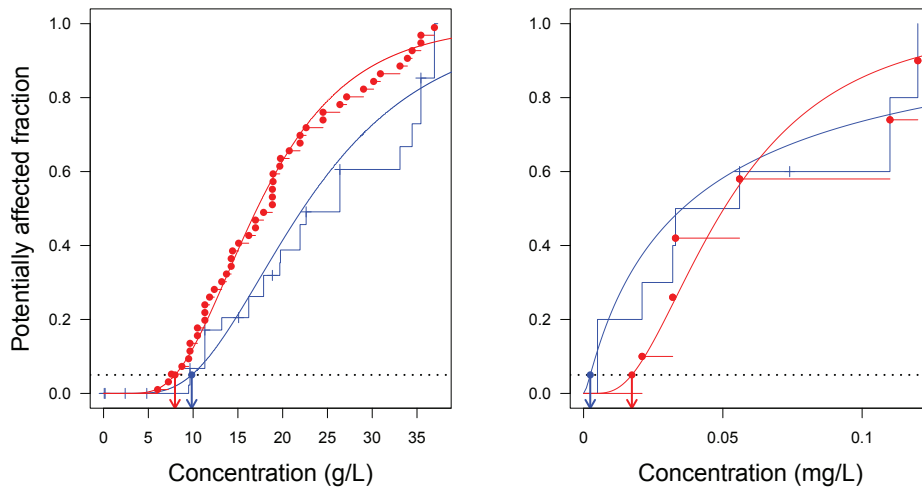 Potentially affected fraction
1.0
0.8
0.6
0.4
0.2
0.0
0 5 10 15 20 25 30 35
Concentration (g/L)
1.0
0.8
0.6
0.4
0.2
0.0
0 0.05 0.1
Concentration (mg/L)